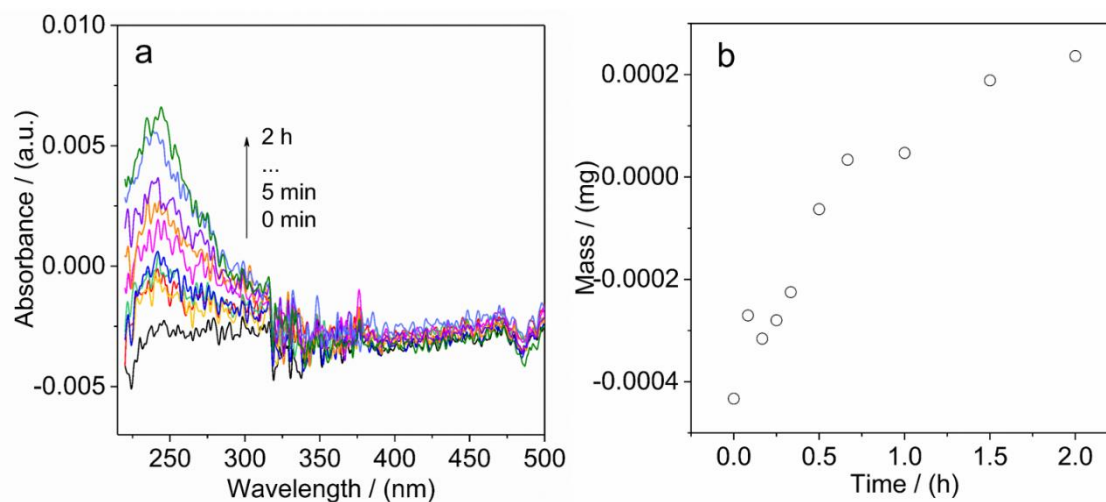 a
0.010
0.005
0.000
-0.005
Absorbance / (a.u.)
2 h
...
5 min
0 min
250 300 350 400 450 500
Wavelength / (nm)
b
0.0002
0.0000
-0.0002
-0.0004
Mass / (mg)
0.0 0.5 1.0 1.5 2.0
Time / (h)